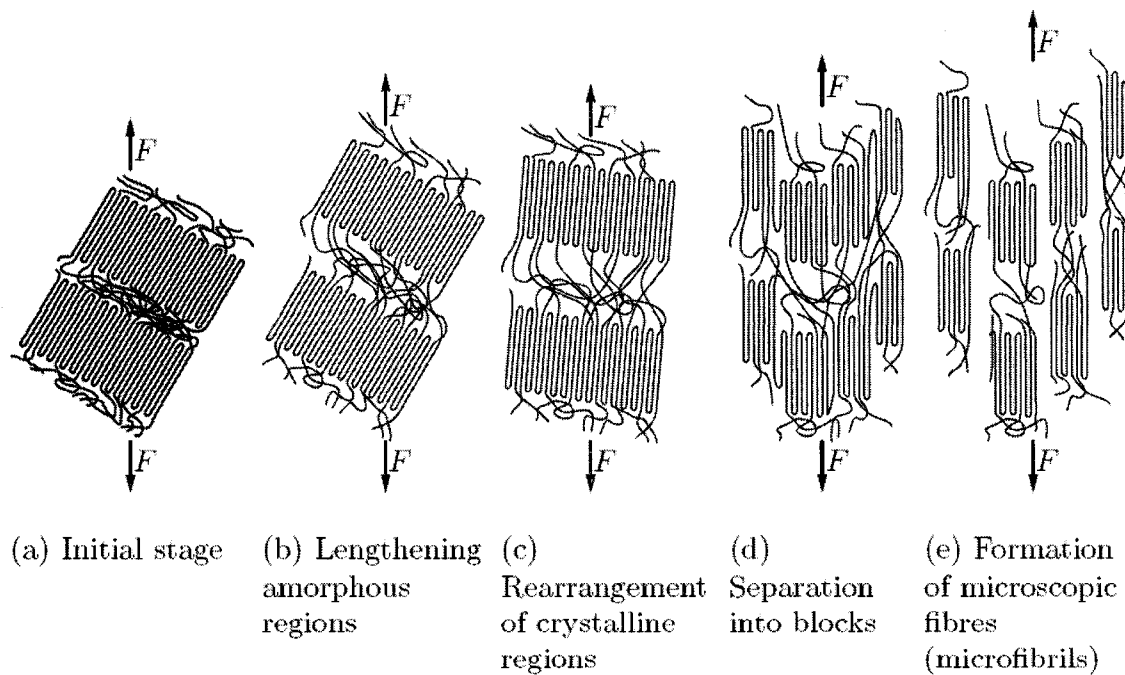 F
F
F
F
F
F
F
F
F
F
(a) Initial stage
(b) Lengthening
amorphous
regions
(c)
Rearrangement
of crystalline
regions
(d)
Separation
into blocks
(e) Formation
of microscopic
fibres
(microfibrils)